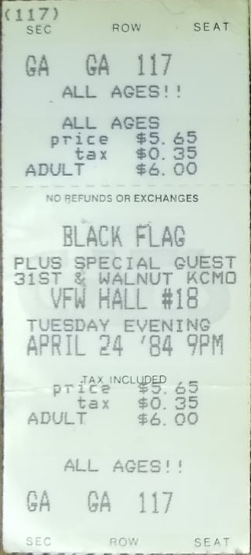 (117)
SEC ROW SEAT
GA GA 117
ALL AGES!!
ALL AGES
price $5.65
tax $0.35
ADULT $6.00
NO REFUNDS OR EXCHANGES
BLACK FLAG
PLUS SPECIAL GUEST
31ST & WALNUT KCMO
VFW HALL #18
TUESDAY EVENING
APRIL 24 '84 9PM
TAX INCLUDED
price $5.65
tax $0.35
ADULT $6.00
ALL AGES!!
GA GA 117
SEC ROW SEAT